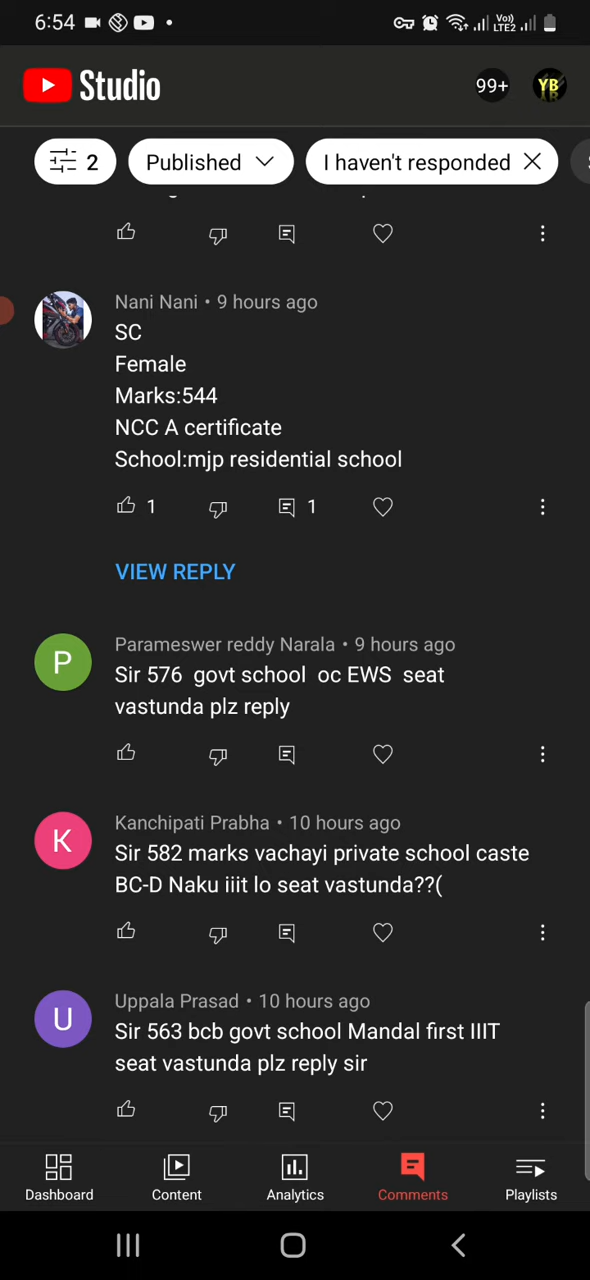 6:54
Vo))
LTE2
Studio
99+
YB
2
Published
I haven't responded
Nani Nani • 9 hours ago
SC
Female
Marks:544
NCC A certificate
School:mjp residential school
1
1
VIEW REPLY
P
Parameswer reddy Narala • 9 hours ago
Sir 576 govt school oc EWS seat
vastunda plz reply
K
Kanchipati Prabha • 10 hours ago
Sir 582 marks vachayi private school caste
BC-D Naku iiit lo seat vastunda??(
U
Uppala Prasad • 10 hours ago
Sir 563 bcb govt school Mandal first IIIT
seat vastunda plz reply sir
Dashboard
Content
Analytics
Comments
Playlists